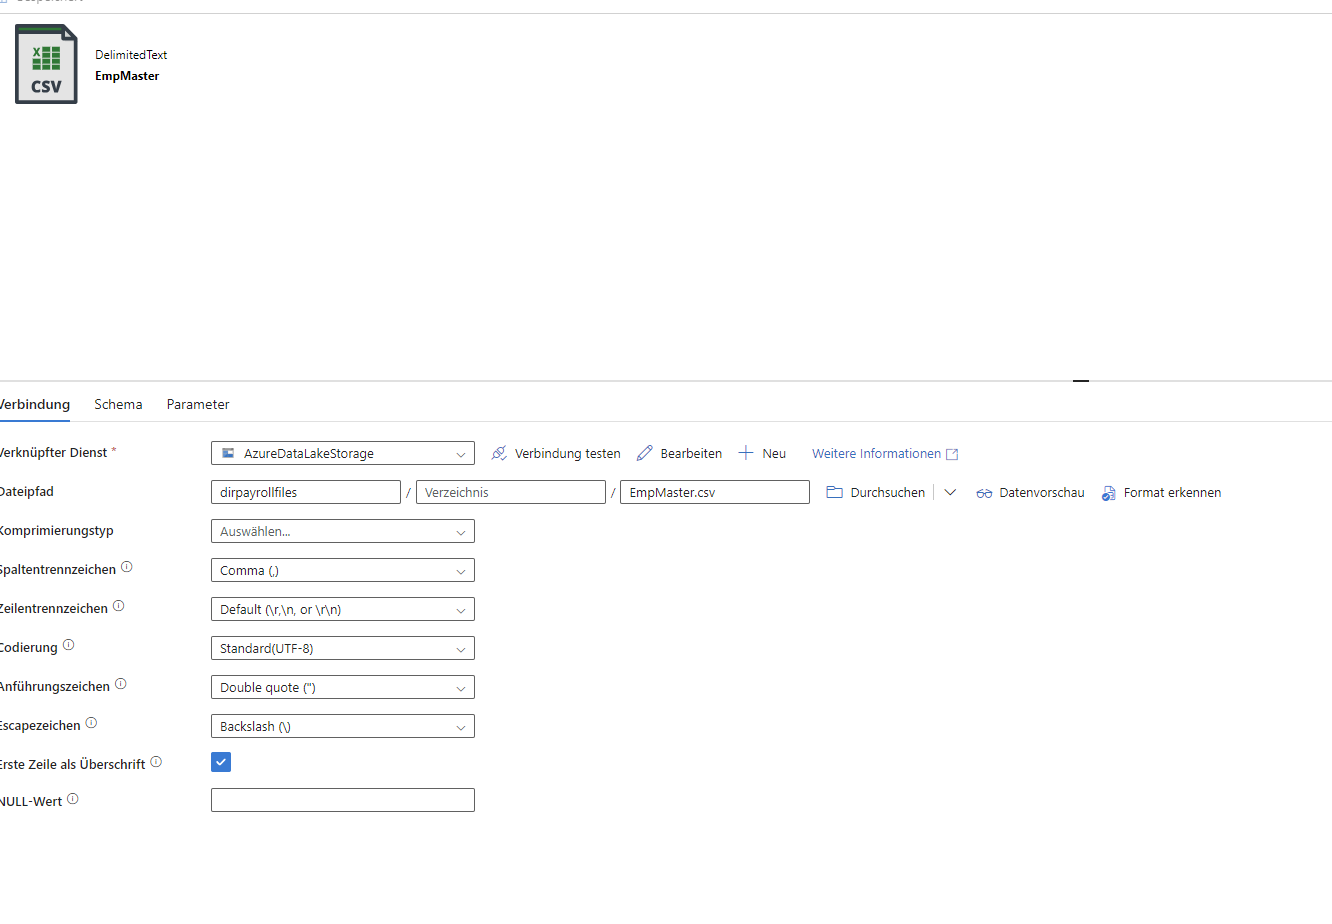 DelimitedText
EmpMaster
X
CSV
Verbindung Schema Parameter
Verknüpfter Dienst * AzureDataLakeStorage Verbindung testen Bearbeiten Neu Weitere Informationen
Dateipfad dirpayrollfiles / Verzeichnis / EmpMaster.csv Durchsuchen Datenvorschau Format erkennen
Komprimierungstyp Auswählen...
Spaltentrennzeichen Comma (,)
Zeilentrennzeichen Default (\r,\n, or \r\n)
Codierung Standard(UTF-8)
Anführungszeichen Double quote (")
Escapezeichen Backslash (\)
Erste Zeile als Überschrift
NULL-Wert